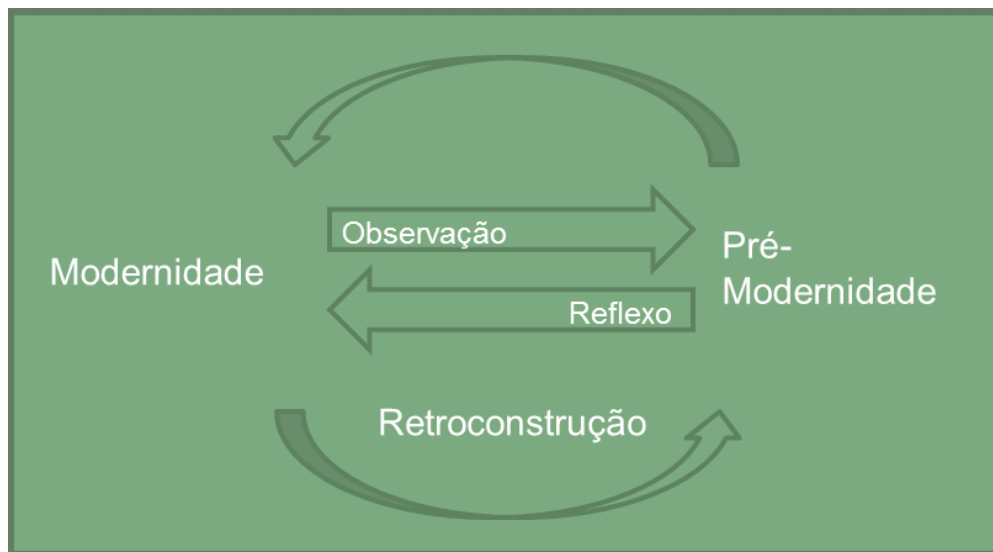 Observação
Modernidade
Pré-
Modernidade
Reflexo
Retroconstrução